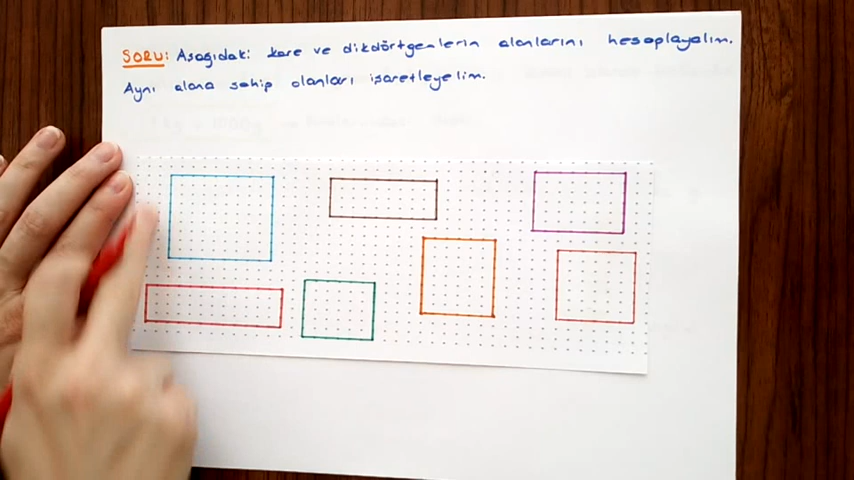 SORU: Aşağıdaki kare ve dikdörtgenlerin alanlarını hesaplayalım.
Aynı alana sahip olanları işaretleyelim.